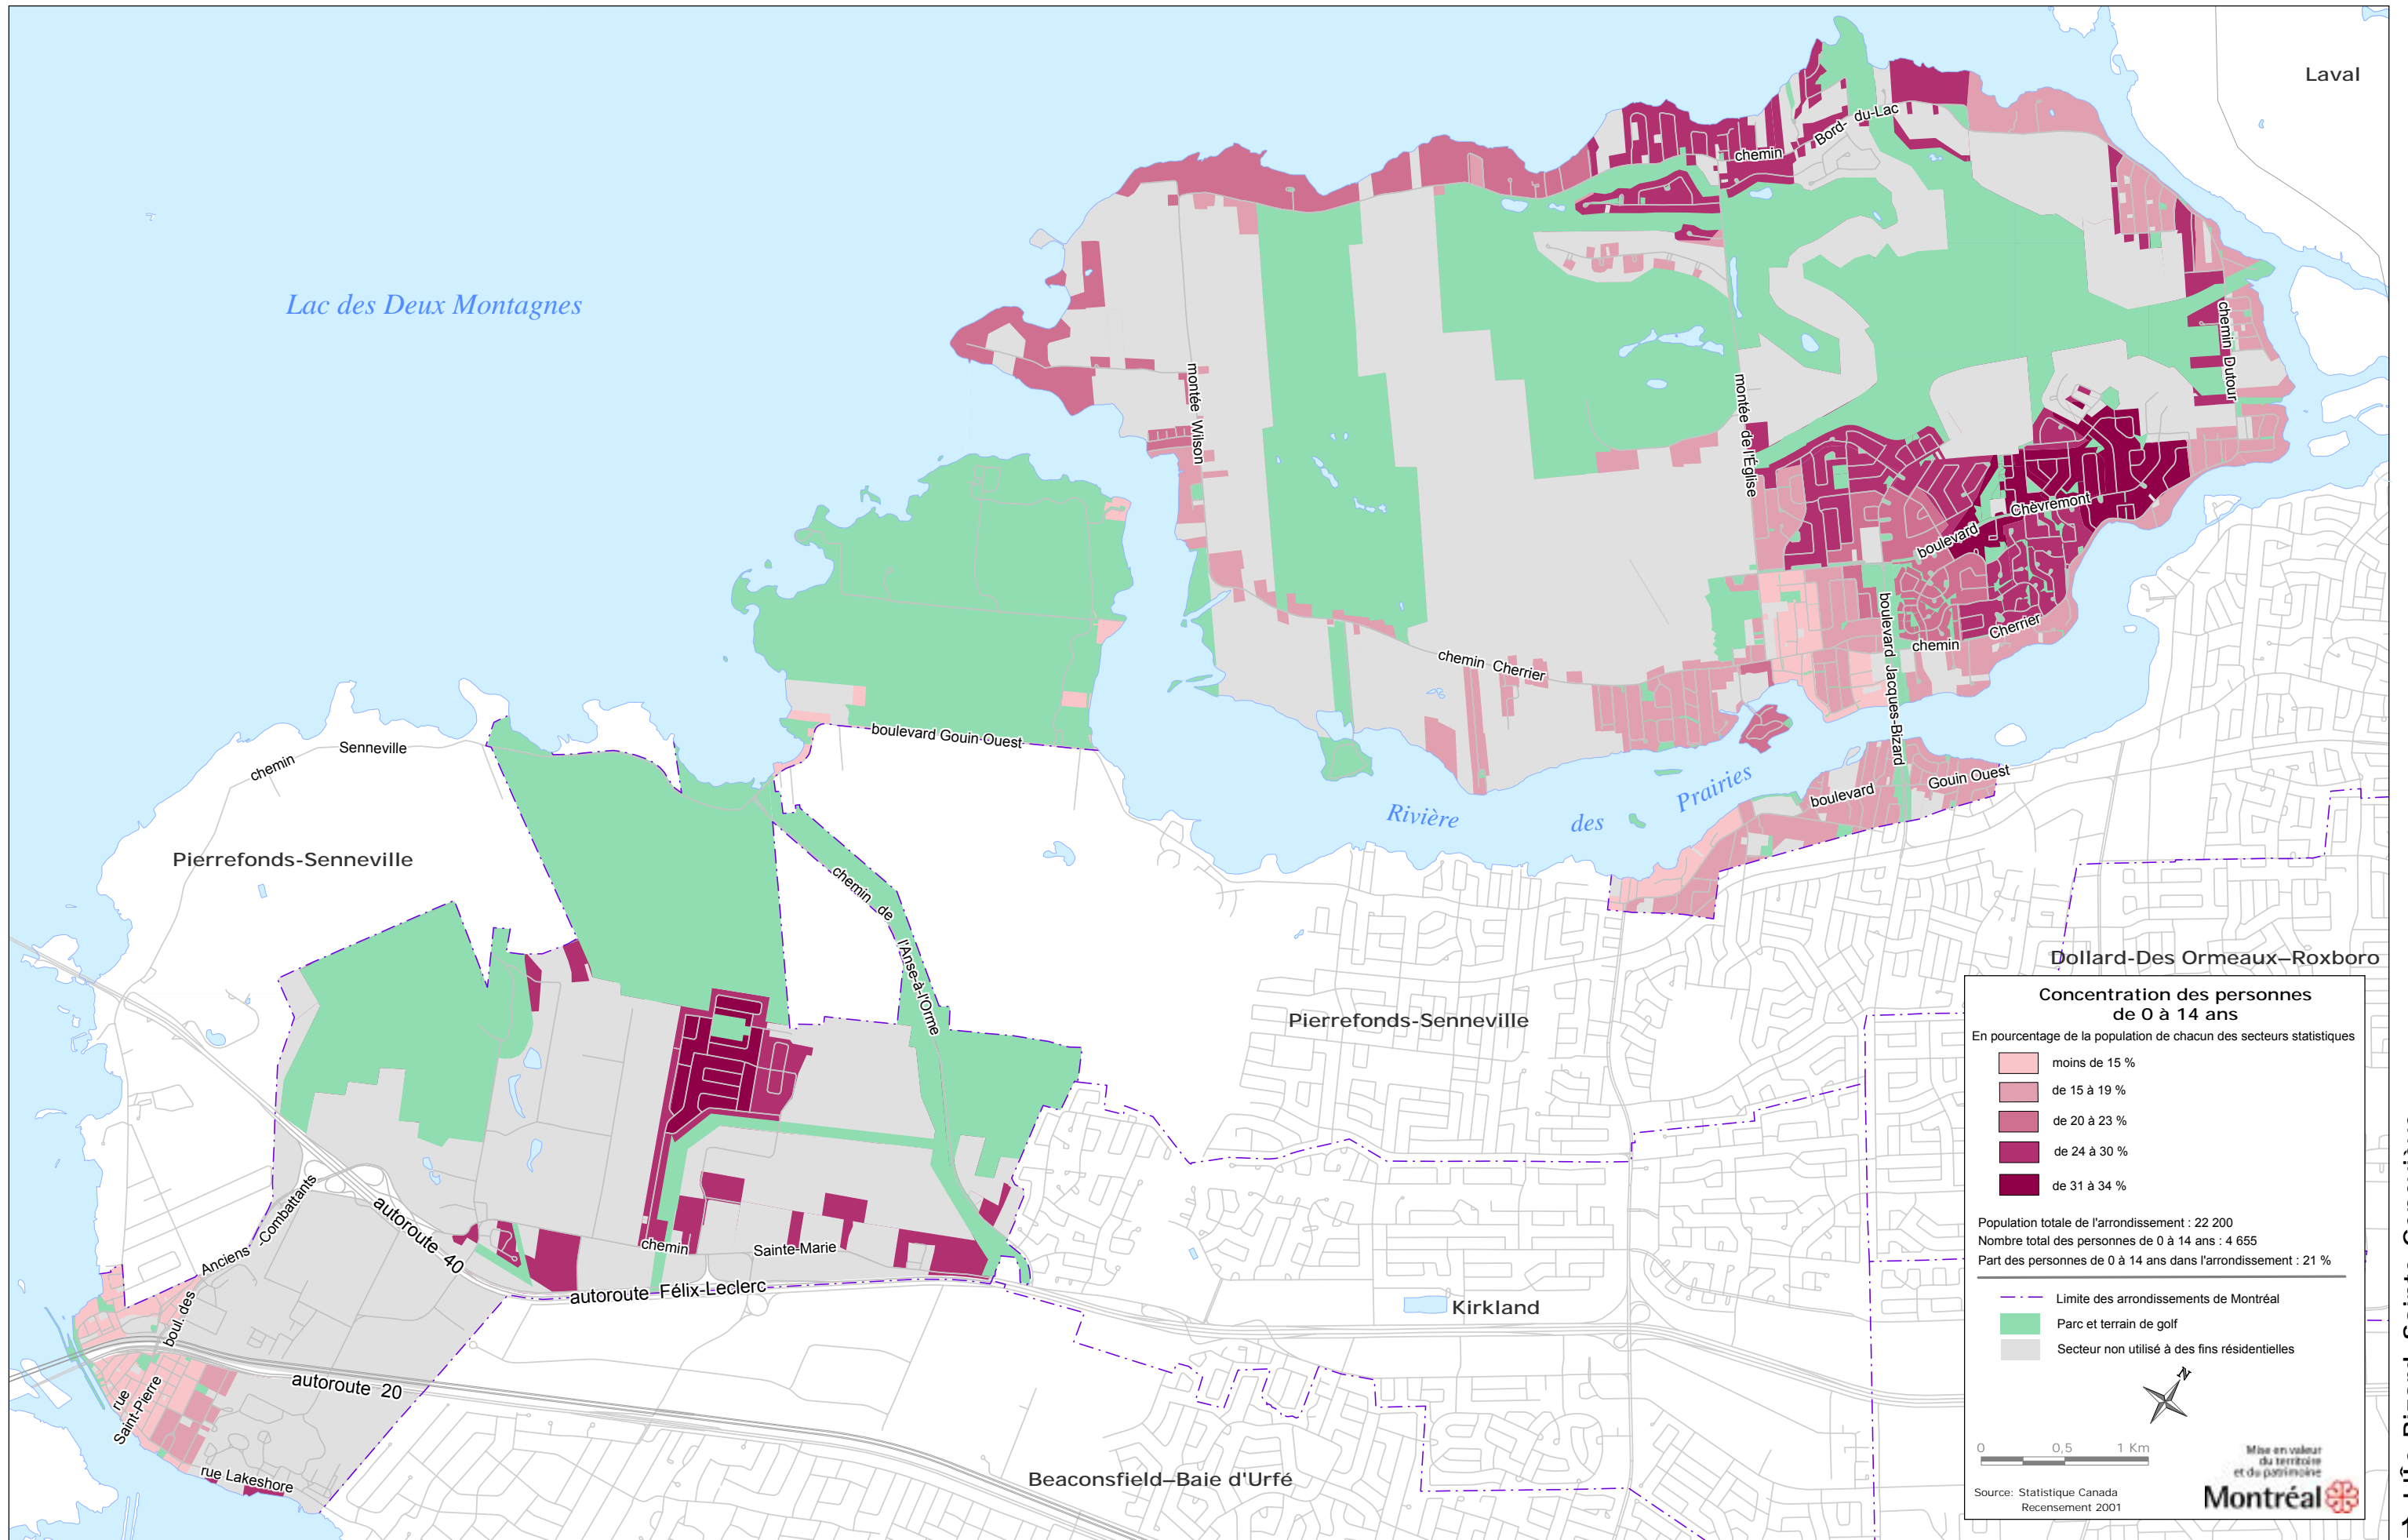 Laval
Bord- du-Lac
chemin
Lac des Deux Montagnes
chemin Dutour
montée Wilson
montée de l'Église
Chèvremont
boulevard
boulevard Jacques-Bizard
Cherrier
chemin
chemin Cherrier
boulevard Gouin Ouest
Senneville
chemin
Gouin Ouest
boulevard
Prairies
des
Rivière
Pierrefonds-Senneville
chemin de
l'Anse-à-l'Orme
Dollard-Des Ormeaux–Roxboro
Pierrefonds-Senneville
Anciens -Combattants
boul. des
autoroute 40
chemin Sainte-Marie
autoroute Félix-Leclerc
Kirkland
autoroute 20
rue
Saint-Pierre
rue Lakeshore
Beaconsfield–Baie d'Urfé
Concentration des personnes
de 0 à 14 ans
En pourcentage de la population de chacun des secteurs statistiques
moins de 15 %
de 15 à 19 %
de 20 à 23 %
de 24 à 30 %
de 31 à 34 %
Population totale de l'arrondissement : 22 200
Nombre total des personnes de 0 à 14 ans : 4 655
Part des personnes de 0 à 14 ans dans l'arrondissement : 21 %
Limite des arrondissements de Montréal
Parc et terrain de golf
Secteur non utilisé à des fins résidentielles
N
0 0,5 1 Km
Mise en valeur
du territoire
et du patrimoine
Source: Statistique Canada
Recensement 2001
Montréal